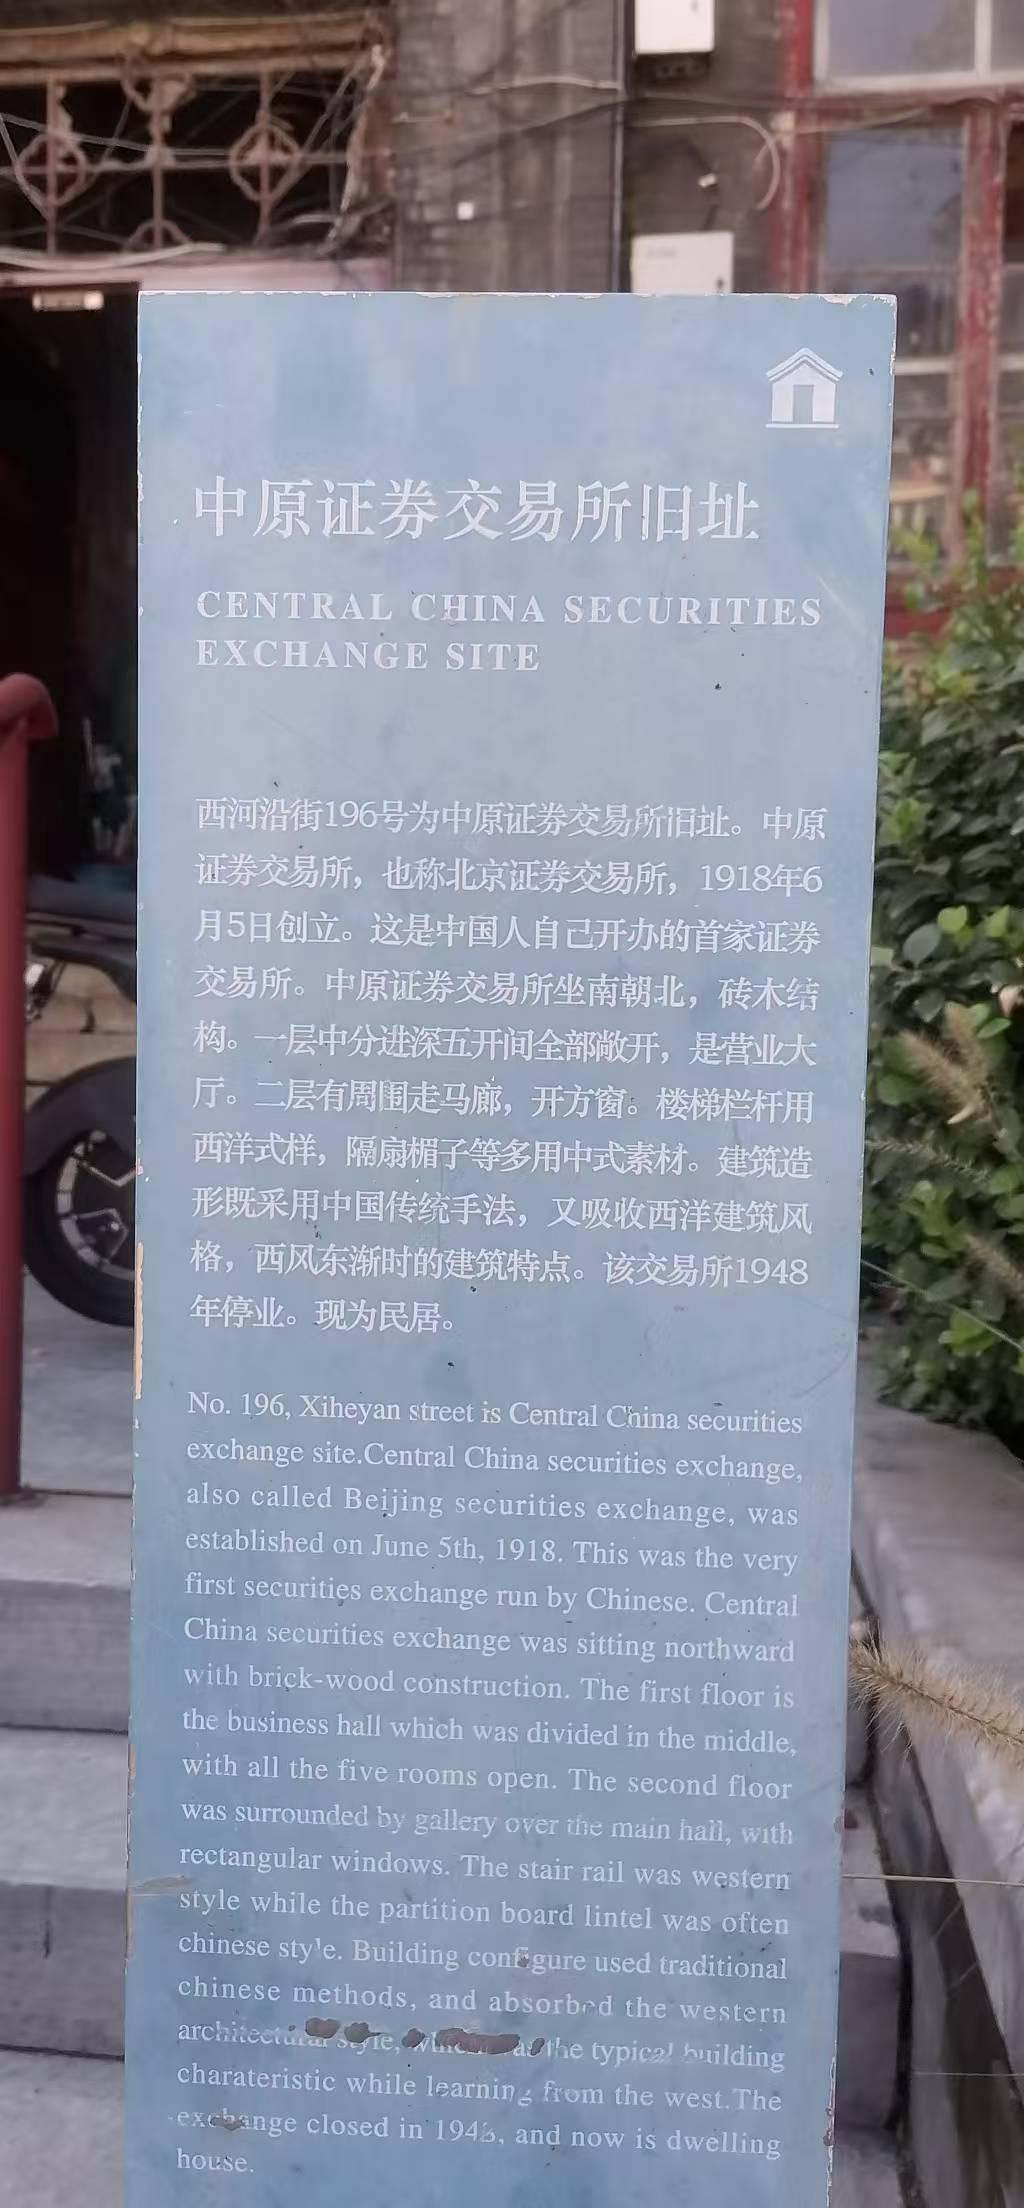 中原证券交易所旧址
CENTRAL CHINA SECURITIES
EXCHANGE SITE
西河沿街196号为中原证券交易所旧址。中原
证券交易所，也称北京证券交易所，1918年6
月5日创立。这是中国人自己开办的首家证券
交易所。中原证券交易所坐南朝北，砖木结
构。一层中分进深五开间全部敞开，是营业大
厅。二层有周围走马廊，开方窗。楼梯栏杆用
西洋式样，隔扇楣子等多用中式素材。建筑造
形既采用中国传统手法，又吸收西洋建筑风
格，西风东渐时的建筑特点。该交易所1948
年停业。现为民居。
No. 196, Xiheyan street is Central China securities
exchange site.Central China securities exchange,
also called Beijing securities exchange, was
established on June 5th, 1918. This was the very
first securities exchange run by Chinese. Central
China securities exchange was sitting northward
with brick-wood construction. The first floor is
the business hall which was divided in the middle,
with all the five rooms open. The second floor
was surrounded by gallery over the main hall, with
rectangular windows. The stair rail was western
style while the partition board lintel was often
chinese style. Building configure used traditional
chinese methods, and absorbed the western
architectural style, the typical building
charateristic while learning from the west.The
exchange closed in 1948, and now is dwelling
house.